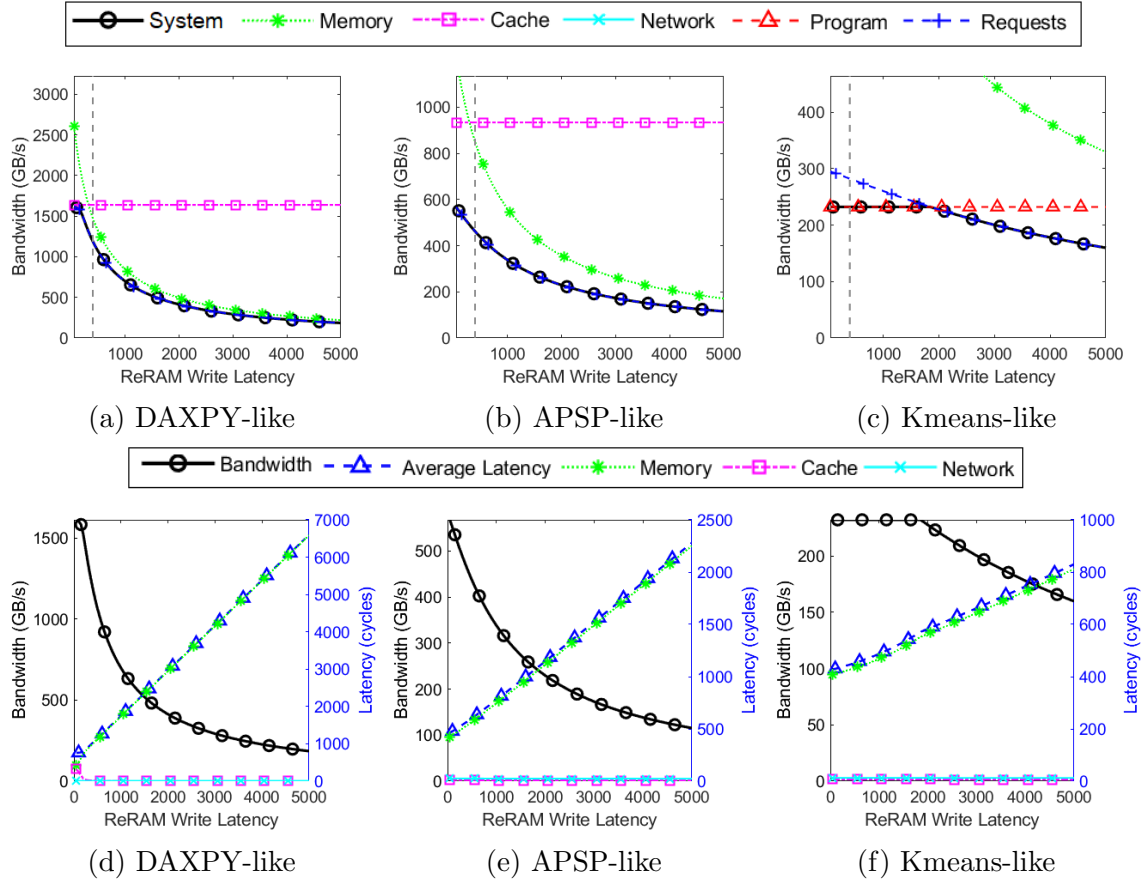 System Memory Cache Network Program Requests
3000
2500
2000
1500
1000
500
0
Bandwidth (GB/s)
1000 2000 3000 4000 5000
ReRAM Write Latency
(a) DAXPY-like
1000
800
600
400
200
0
Bandwidth (GB/s)
1000 2000 3000 4000 5000
ReRAM Write Latency
(b) APSP-like
400
300
200
100
0
Bandwidth (GB/s)
1000 2000 3000 4000 5000
ReRAM Write Latency
(c) Kmeans-like
Bandwidth Average Latency Memory Cache Network
1500
1000
500
0
Bandwidth (GB/s)
7000
6000
5000
4000
3000
2000
1000
0
Latency (cycles)
0 1000 2000 3000 4000 5000
ReRAM Write Latency
(d) DAXPY-like
500
400
300
200
100
0
Bandwidth (GB/s)
2500
2000
1500
1000
500
0
Latency (cycles)
0 1000 2000 3000 4000 5000
ReRAM Write Latency
(e) APSP-like
200
150
100
50
0
Bandwidth (GB/s)
1000
800
600
400
200
0
Latency (cycles)
0 1000 2000 3000 4000 5000
ReRAM Write Latency
(f) Kmeans-like